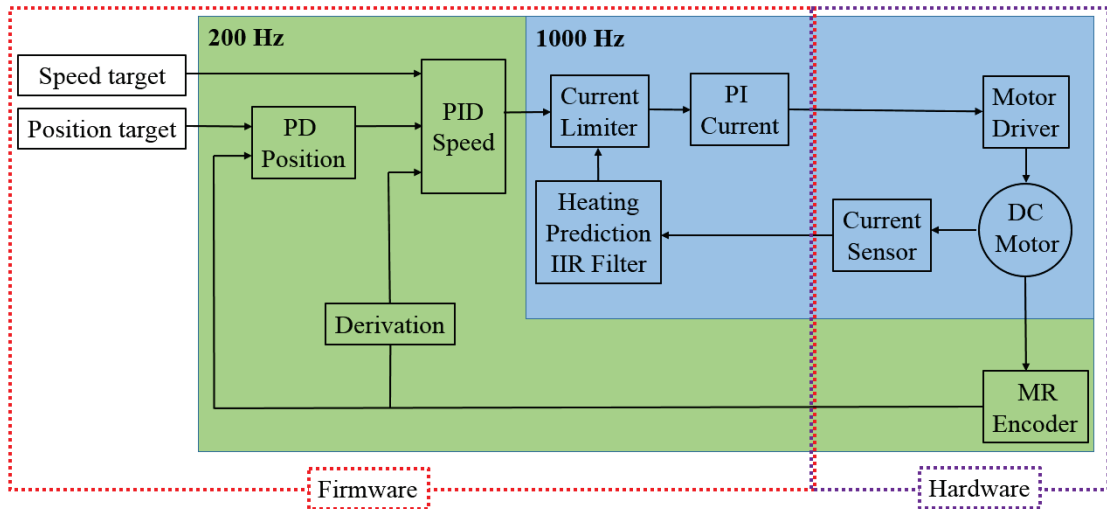 200 Hz
1000 Hz
Speed target
Position target
PD
Position
PID
Speed
Current
Limiter
PI
Current
Motor
Driver
Heating
Prediction
IIR Filter
Current
Sensor
DC
Motor
Derivation
MR
Encoder
Firmware
Hardware